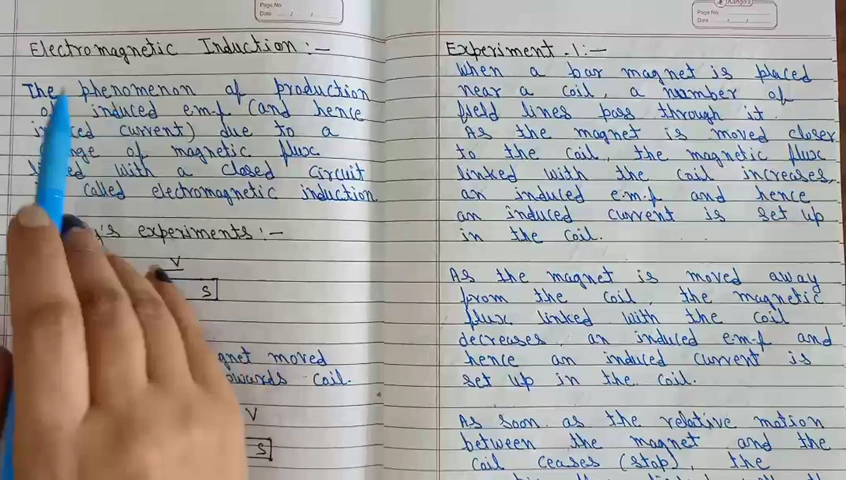 Page No.
Date
Electromagnetic Induction :-
The phenomenon of production
induced e.m.f (and hence
current) due to a
of magnetic flux
with a closed circuit
called electromagnetic induction.
's experiments :-
V
S
moved
coil.
V
S
Page No.
Date
Experiment .1:-
When a bar magnet is placed
near a coil, a number of
field lines pass through it.
As the magnet is moved closer
to the coil, the magnetic flux
linked with the coil increases,
an induced e.m.f and hence
an induced current is set up
in the coil.
As the magnet is moved away
from the coil, the magnetic
flux linked with the coil
decreases, an induced e.m.f and
hence an induced current is
set up in the coil.
As soon as the relative motion
between the magnet and the
coil ceases (stop), the